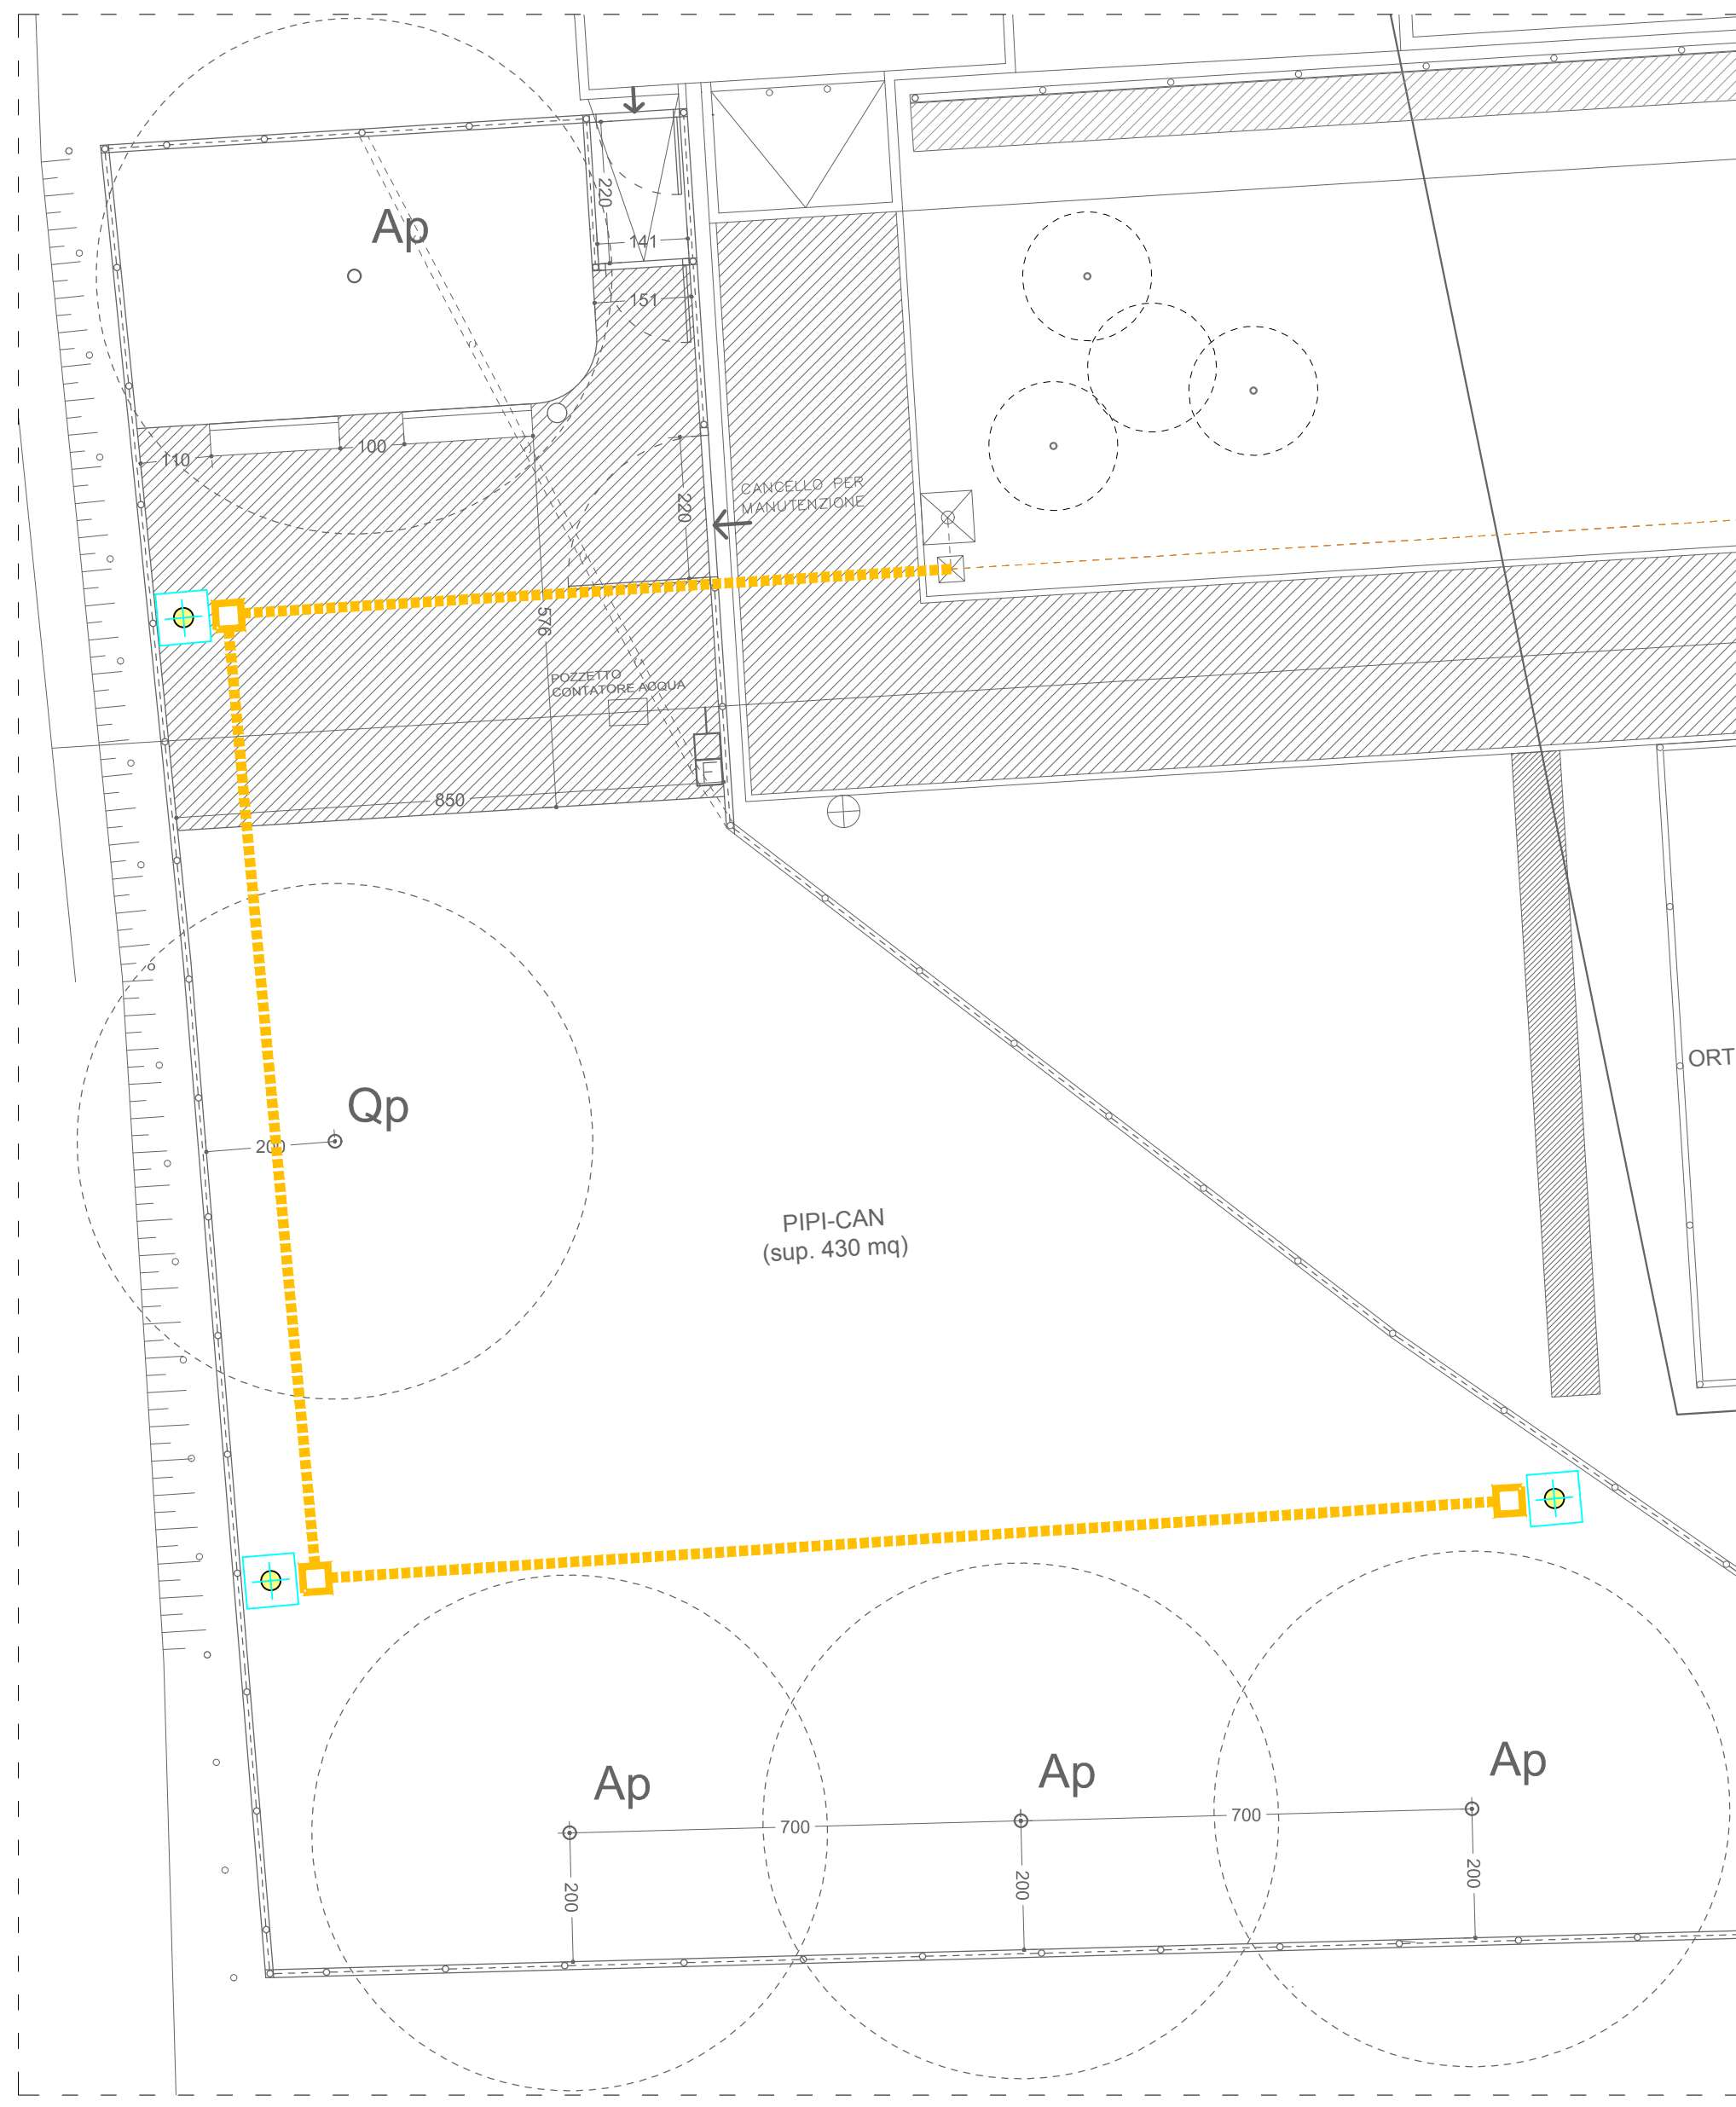 220
Ap
141
151
110
100
CANCELLO PER
MANUTENZIONE
220
576
POZZETTO
CONTATORE ACQUA
E
850
ORT
Qp
200
PIPI-CAN
(sup. 430 mq)
Ap
Ap
Ap
700
700
200
200
200